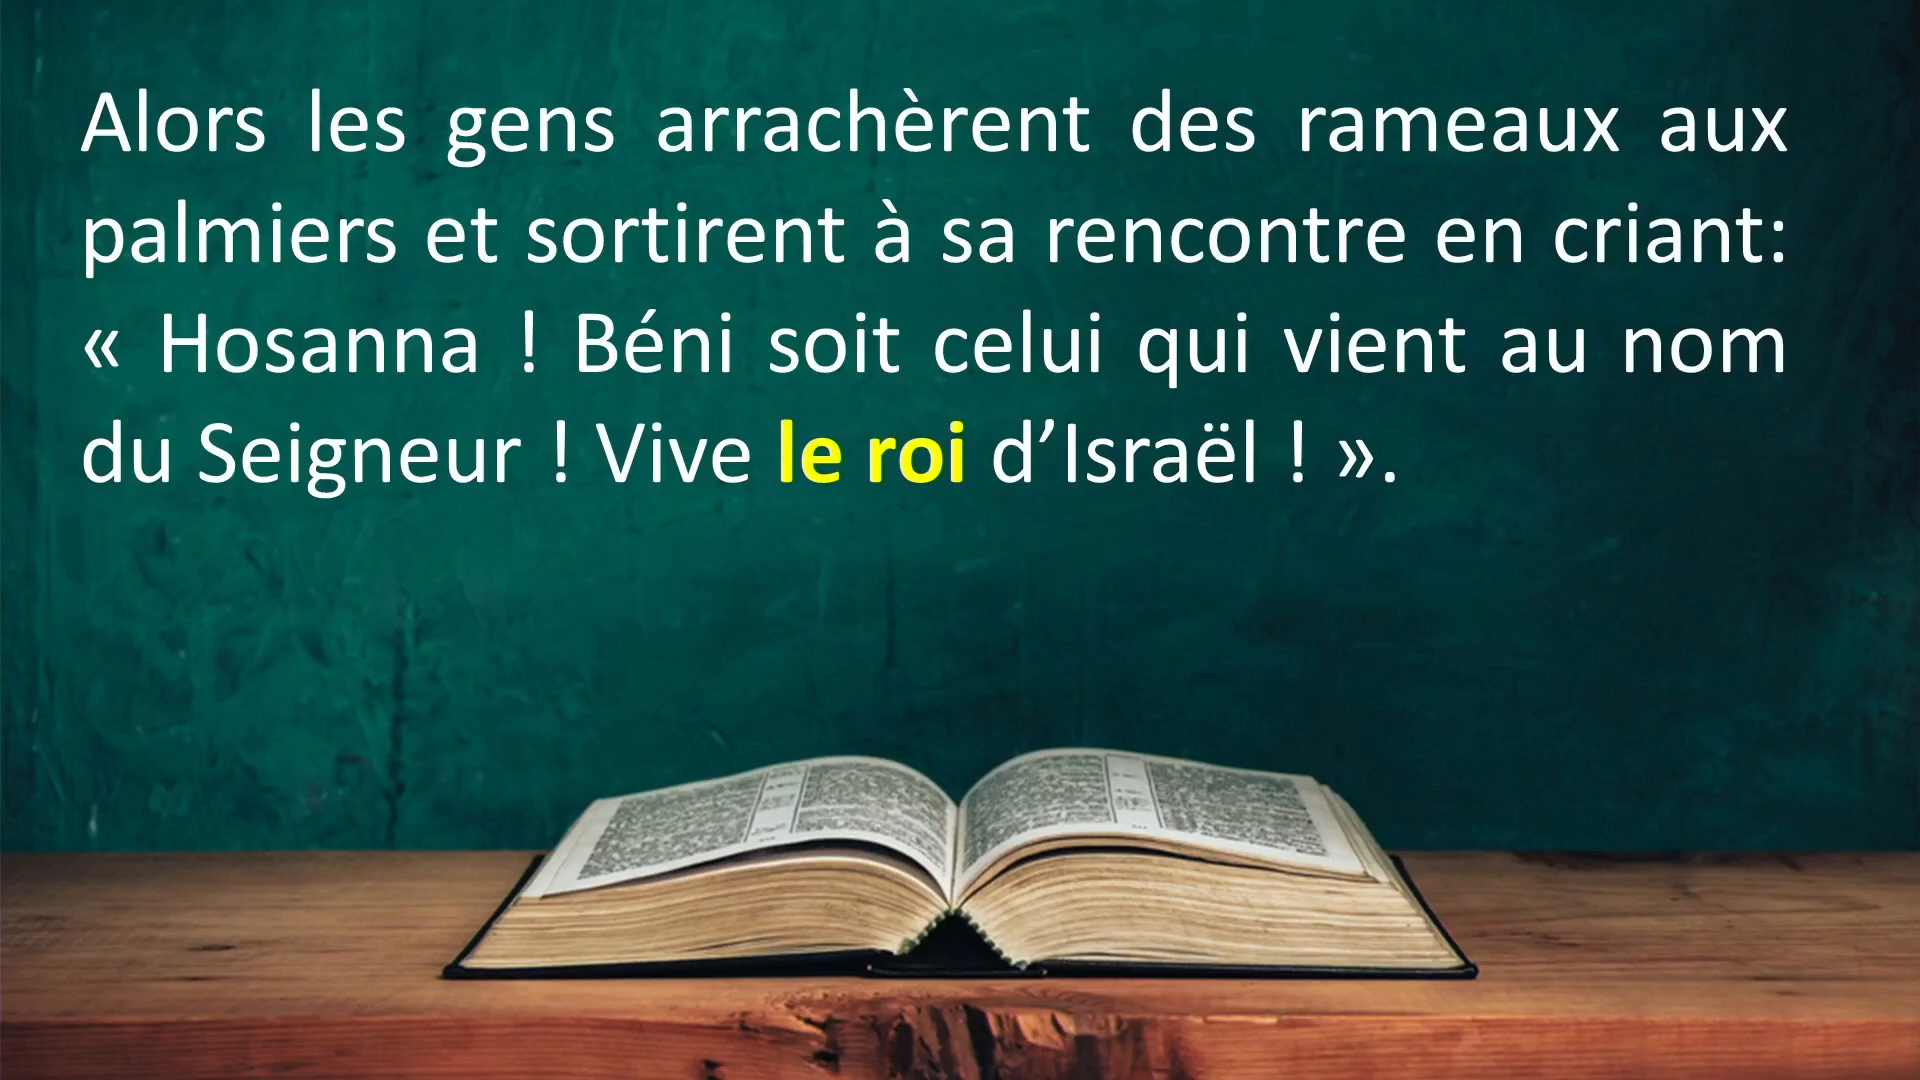 Alors les gens arrachèrent des rameaux aux
palmiers et sortirent à sa rencontre en criant:
« Hosanna ! Béni soit celui qui vient au nom
du Seigneur ! Vive le roi d’Israël ! ».